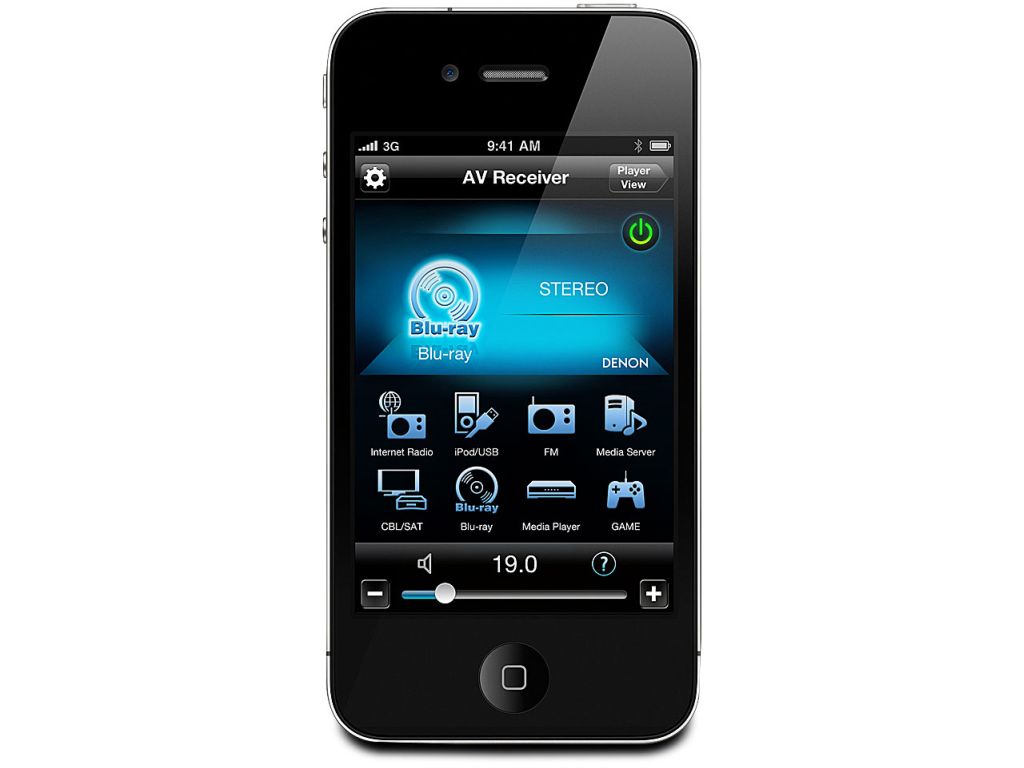 3G 9:41 AM
AV Receiver
Player
View
STEREO
Blu-ray
Blu-ray
DENON
Internet Radio iPod/USB FM Media Server
Blu-ray
CBL/SAT Blu-ray Media Player GAME
19.0 ?